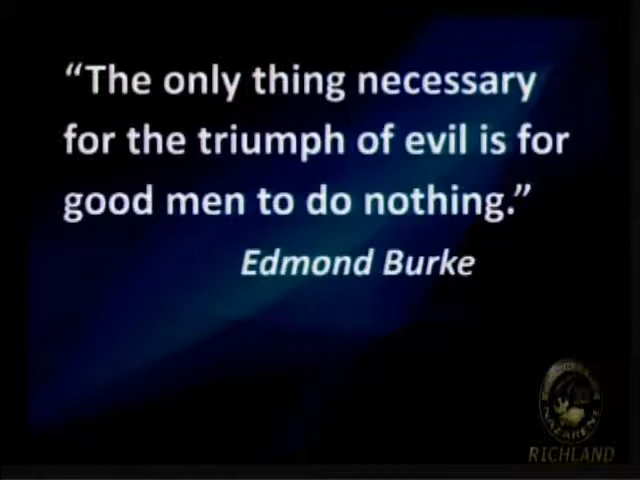 “The only thing necessary
for the triumph of evil is for
good men to do nothing.”
Edmond Burke
NAZARENE
RICHLAND